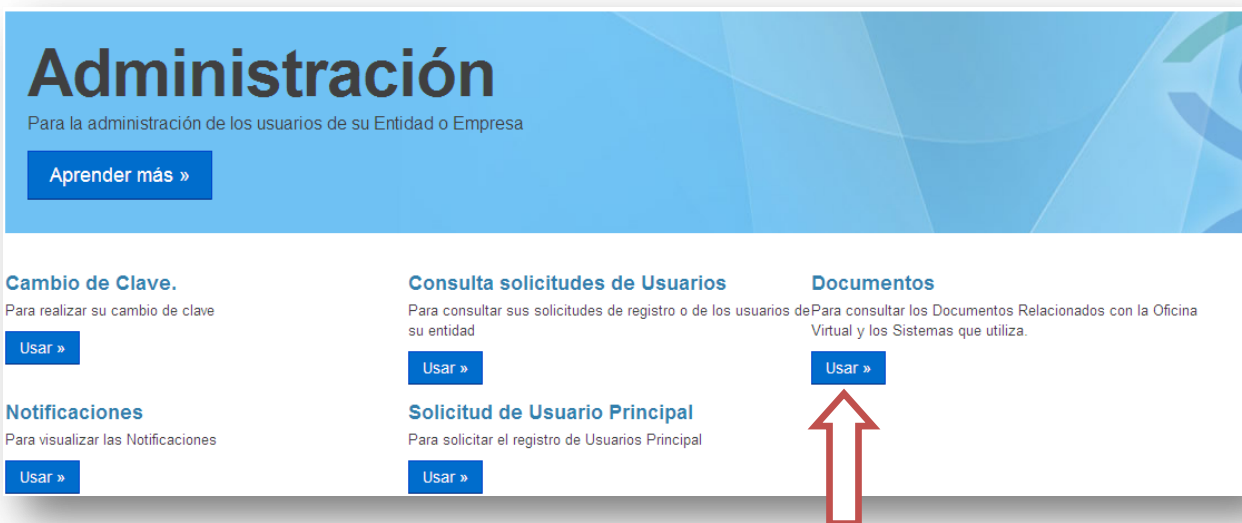 Administración
Para la administración de los usuarios de su Entidad o Empresa
Aprender más »
Cambio de Clave.
Para realizar su cambio de clave
Usar »
Consulta solicitudes de Usuarios
Para consultar sus solicitudes de registro o de los usuarios de
su entidad
Usar »
Documentos
Para consultar los Documentos Relacionados con la Oficina
Virtual y los Sistemas que utiliza.
Usar »
Notificaciones
Para visualizar las Notificaciones
Usar »
Solicitud de Usuario Principal
Para solicitar el registro de Usuarios Principal
Usar »